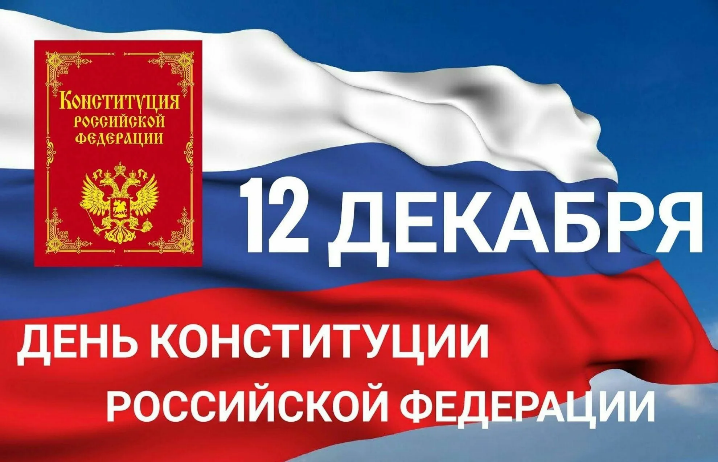 Конституция
российской
федерации
12 ДЕКАБРЯ
ДЕНЬ КОНСТИТУЦИИ
РОССИЙСКОЙ ФЕДЕРАЦИИ